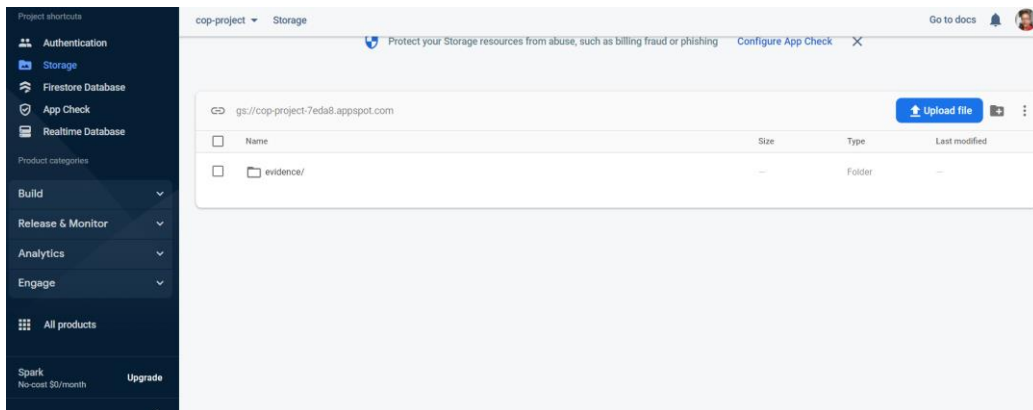 Project shortcuts
Authentication
Storage
Firestore Database
App Check
Realtime Database
Product categories
Build
Release & Monitor
Analytics
Engage
All products
Spark
No-cost $0/month
Upgrade
cop-project Storage
Go to docs
Protect your Storage resources from abuse, such as billing fraud or phishing Configure App Check
gs://cop-project-7eda8.appspot.com
Upload file
Name Size Type Last modified
evidence/ — Folder —